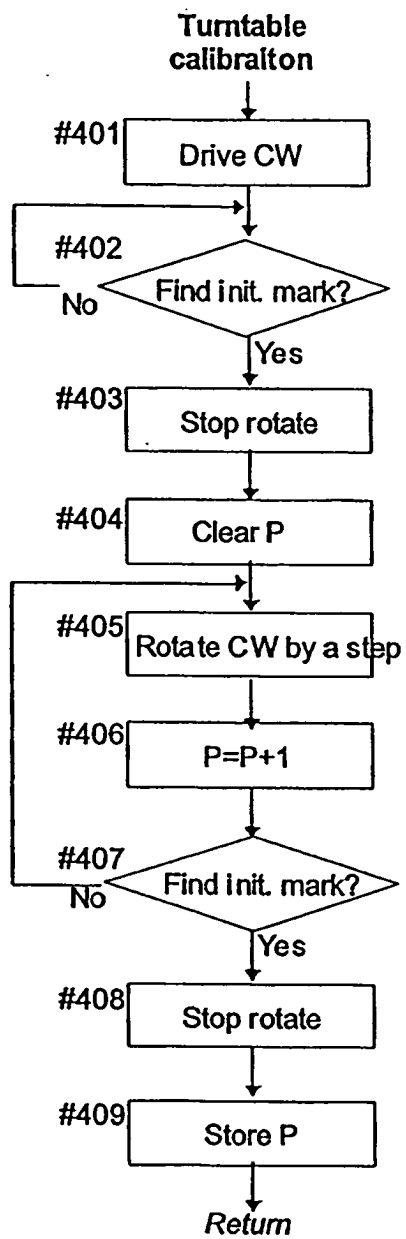 Turntable
calibraiton
#401
Drive CW
#402
Find init. mark?
No
Yes
#403
Stop rotate
#404
Clear P
#405
Rotate CW by a step
#406
P=P+1
#407
Find init. mark?
No
Yes
#408
Stop rotate
#409
Store P
Return